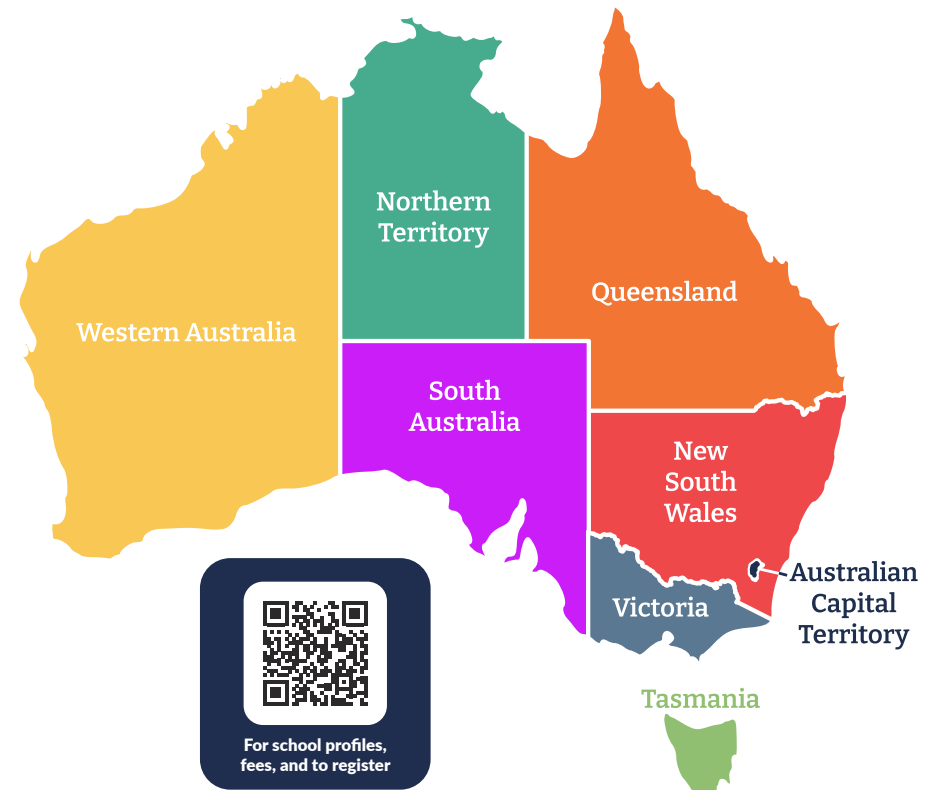 Northern
Territory
Queensland
Western Australia
South
Australia
New
South
Wales
Australian
Capital
Territory
Victoria
Tasmania
For school profiles,
fees, and to register